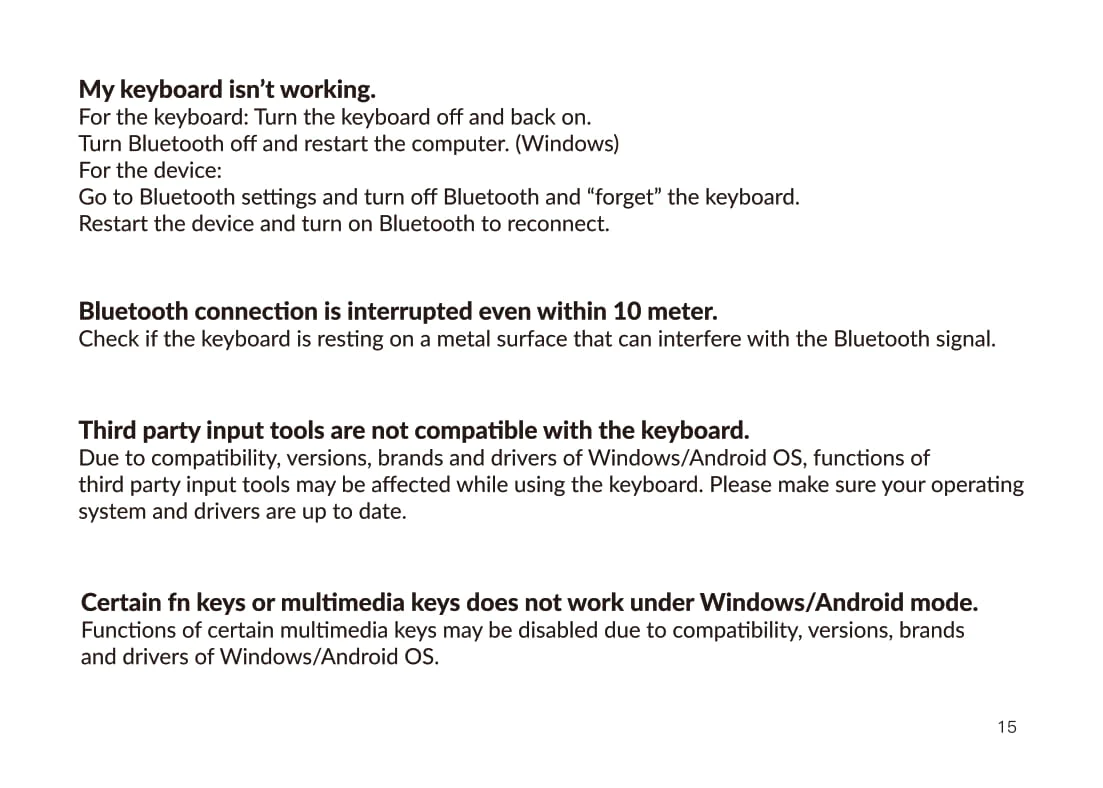 My keyboard isn’t working.
For the keyboard: Turn the keyboard off and back on.
Turn Bluetooth off and restart the computer. (Windows)
For the device:
Go to Bluetooth settings and turn off Bluetooth and “forget” the keyboard.
Restart the device and turn on Bluetooth to reconnect.
Bluetooth connection is interrupted even within 10 meter.
Check if the keyboard is resting on a metal surface that can interfere with the Bluetooth signal.
Third party input tools are not compatible with the keyboard.
Due to compatibility, versions, brands and drivers of Windows/Android OS, functions of
third party input tools may be affected while using the keyboard. Please make sure your operating
system and drivers are up to date.
Certain fn keys or multimedia keys does not work under Windows/Android mode.
Functions of certain multimedia keys may be disabled due to compatibility, versions, brands
and drivers of Windows/Android OS.
15